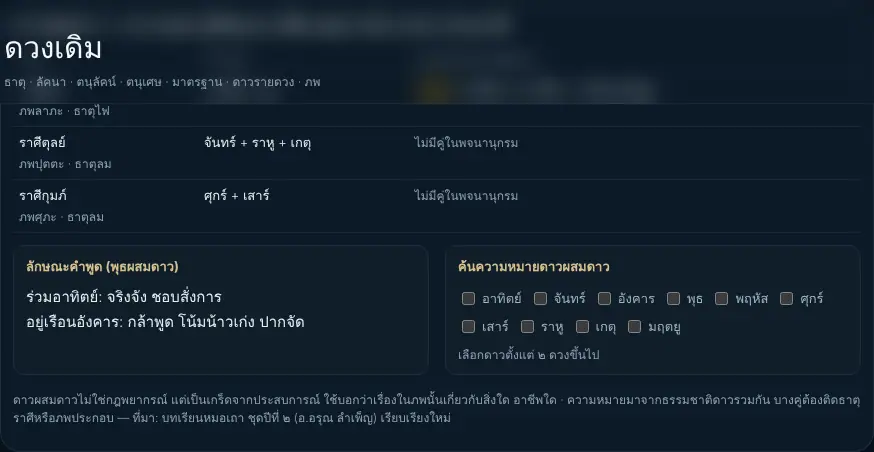 ดวงเดิม
ธาตุ · ลัคนา · ตนุลัคน์ · ตนุเศษ · มาตรฐาน · ดาวรายดวง · ภพ
ภพลาภะ · ธาตุไฟ
ราศีตุลย์ จันทร์ + ราหู + เกตุ ไม่มีคู่ในพจนานุกรม
ภพปุตตะ · ธาตุลม
ราศีกุมภ์ ศุกร์ + เสาร์ ไม่มีคู่ในพจนานุกรม
ภพศุภะ · ธาตุลม
ลักษณะคำพูด (พุธผสมดาว)
ร่วมอาทิตย์: จริงจัง ชอบสั่งการ
อยู่เรือนอังคาร: กล้าพูด โน้มน้าวเก่ง ปากจัด
ค้นความหมายดาวผสมดาว
อาทิตย์ จันทร์ อังคาร พุธ พฤหัส ศุกร์
เสาร์ ราหู เกตุ มฤตยู
เลือกดาวตั้งแต่ ๒ ดวงขึ้นไป
ดาวผสมดาวไม่ใช่กฎพยากรณ์ แต่เป็นเกร็ดจากประสบการณ์ ใช้บอกว่าเรื่องในภพนั้นเกี่ยวกับสิ่งใด อาชีพใด · ความหมายมาจากธรรมชาติดาวรวมกัน บางคู่ต้องติดธาตุ
ราศีหรือภพประกอบ — ที่มา: บทเรียนหมอเถา ชุดปีที่ ๒ (อ.อรุณ ลำเพ็ญ) เรียบเรียงใหม่